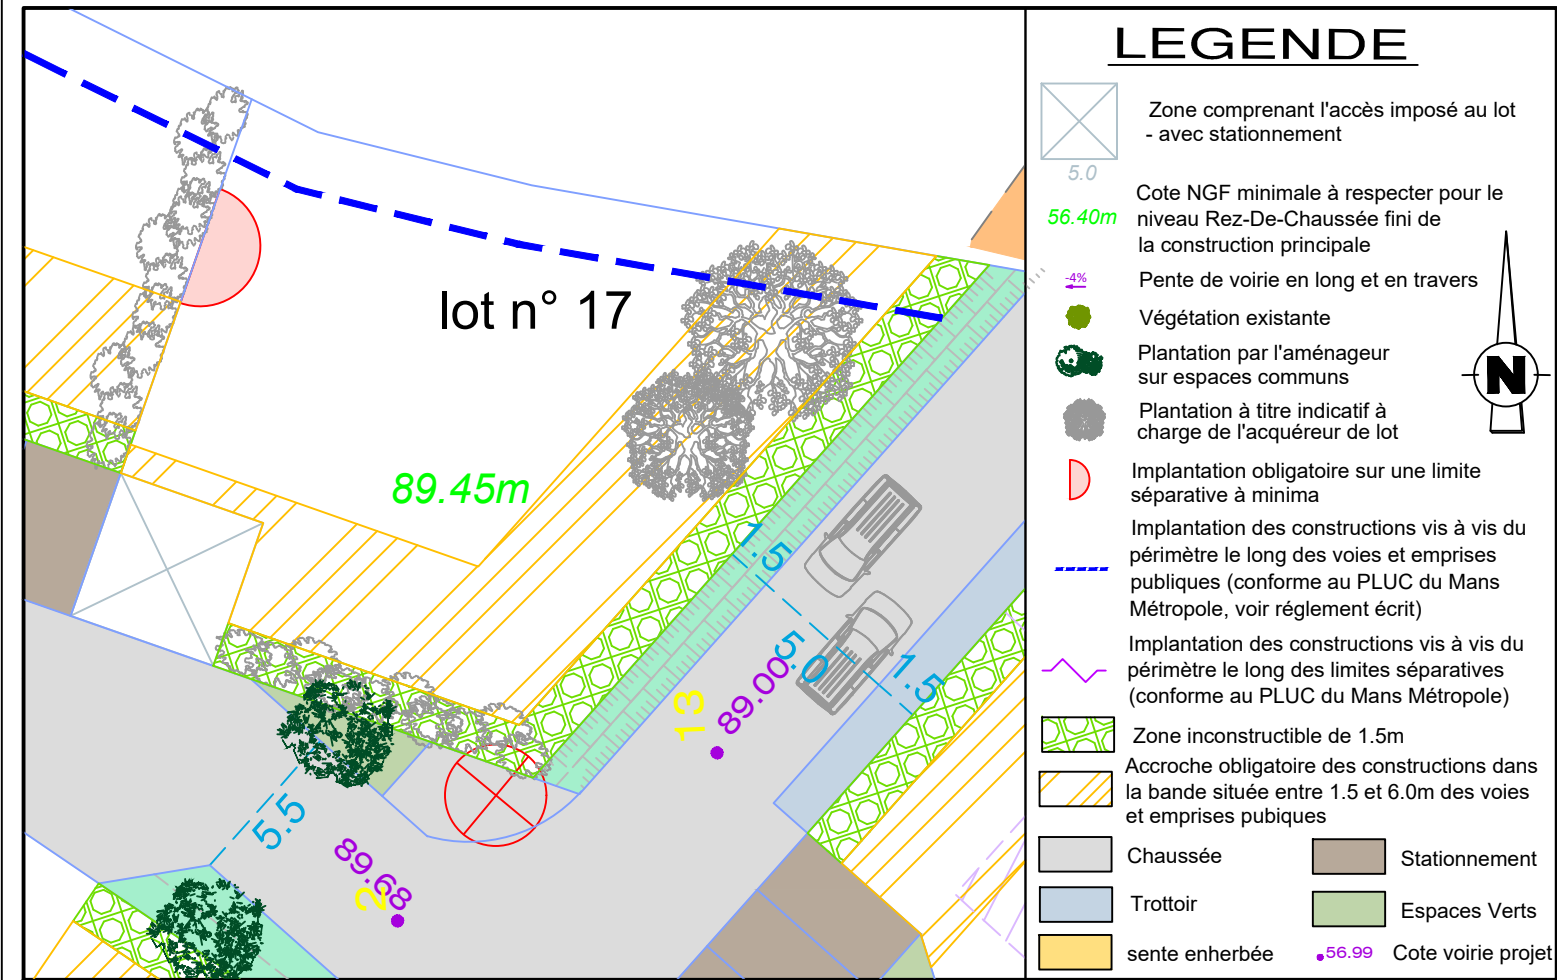 lot n° 17
89.45m
1.5
5.0
1.5
89.00
13
5.5
89.68
2
LEGENDE
Zone comprenant l'accès imposé au lot
- avec stationnement
5.0
56.40m
Cote NGF minimale à respecter pour le
niveau Rez-De-Chaussée fini de
la construction principale
-4%
Pente de voirie en long et en travers
Végétation existante
Plantation par l'aménageur
sur espaces communs
Plantation à titre indicatif à
charge de l'acquéreur de lot
N
Implantation obligatoire sur une limite
séparative à minima
Implantation des constructions vis à vis du
périmètre le long des voies et emprises
publiques (conforme au PLUC du Mans
Métropole, voir réglement écrit)
Implantation des constructions vis à vis du
périmètre le long des limites séparatives
(conforme au PLUC du Mans Métropole)
Zone inconstructible de 1.5m
Accroche obligatoire des constructions dans
la bande située entre 1.5 et 6.0m des voies
et emprises pubiques
Chaussée
Stationnement
Trottoir
Espaces Verts
sente enherbée
56.99
Cote voirie projet